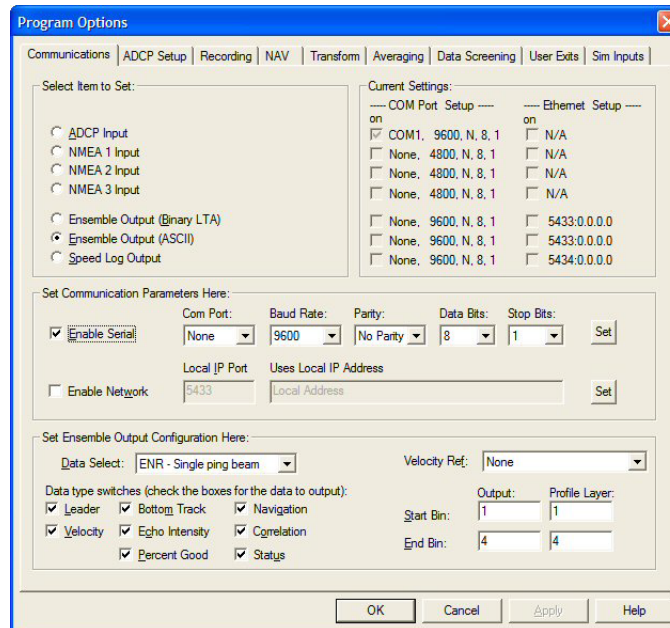 Program Options
Communications ADCP Setup Recording NAV Transform Averaging Data Screening User Exits Sim Inputs
Select Item to Set:
ADCP Input
NMEA 1 Input
NMEA 2 Input
NMEA 3 Input
Ensemble Output (Binary LTA)
Ensemble Output (ASCII)
Speed Log Output
Current Settings:
----- COM Port Setup ----- ----- Ethernet Setup -----
on on
COM1, 9600, N, 8, 1 N/A
None, 4800, N, 8, 1 N/A
None, 4800, N, 8, 1 N/A
None, 4800, N, 8, 1 N/A
None, 9600, N, 8, 1 5433:0.0.0.0
None, 9600, N, 8, 1 5433:0.0.0.0
None, 9600, N, 8, 1 5434:0.0.0.0
Set Communication Parameters Here:
Com Port: Baud Rate: Parity: Data Bits: Stop Bits:
Enable Serial None 9600 No Parity 8 1 Set
Local IP Port Uses Local IP Address
Enable Network 5433 Local Address Set
Set Ensemble Output Configuration Here:
Data Select: ENR - Single ping beam Velocity Ref: None
Data type switches (check the boxes for the data to output):
Leader Bottom Track Navigation
Velocity Echo Intensity Correlation
Percent Good Status
Output: Profile Layer:
Start Bin: 1 1
End Bin: 4 4
OK Cancel Apply Help